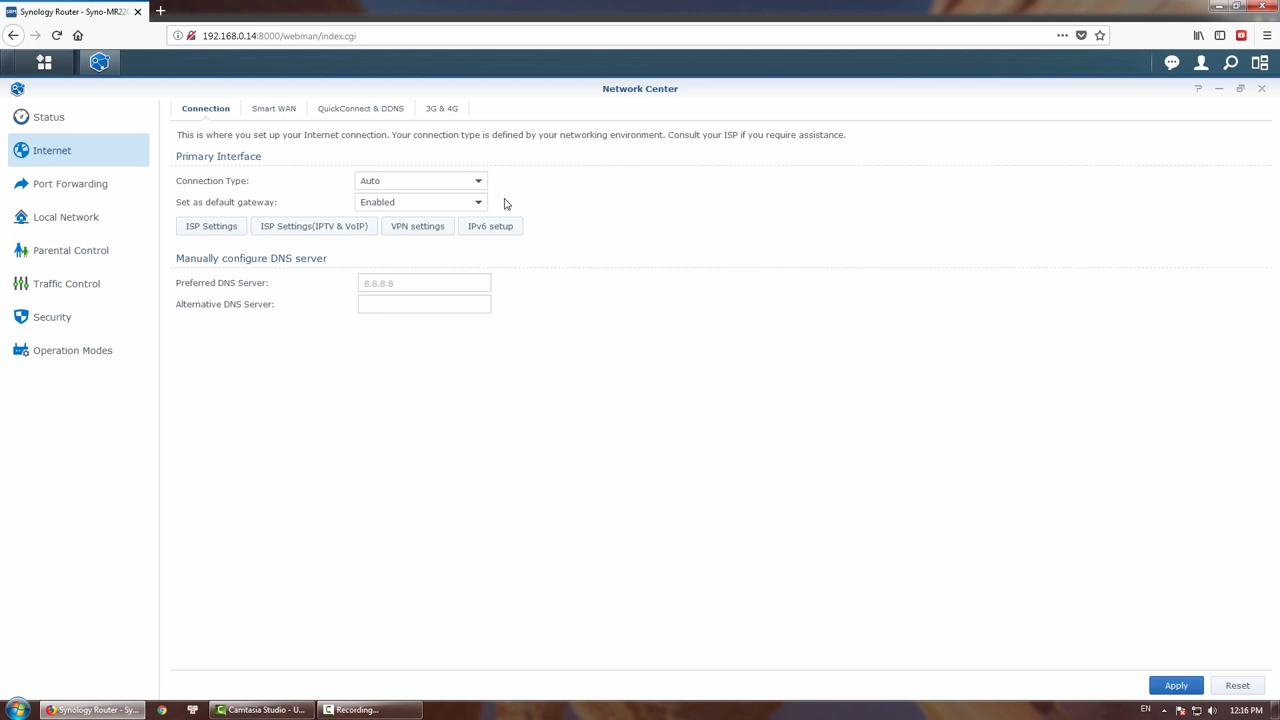 Synology Router - Syno-MR220
192.168.0.14:8000/webman/index.cgi
Network Center
Status
Internet
Port Forwarding
Local Network
Parental Control
Traffic Control
Security
Operation Modes
Connection
Smart WAN
QuickConnect & DDNS
3G & 4G
This is where you set up your Internet connection. Your connection type is defined by your networking environment. Consult your ISP if you require assistance.
Primary Interface
Connection Type:
Auto
Set as default gateway:
Enabled
ISP Settings
ISP Settings(IPTV & VoIP)
VPN settings
IPv6 setup
Manually configure DNS server
Preferred DNS Server:
8.8.8.8
Alternative DNS Server:
Apply
Reset
Synology Router - Sy...
Camtasia Studio - U...
Recording...
EN
12:16 PM